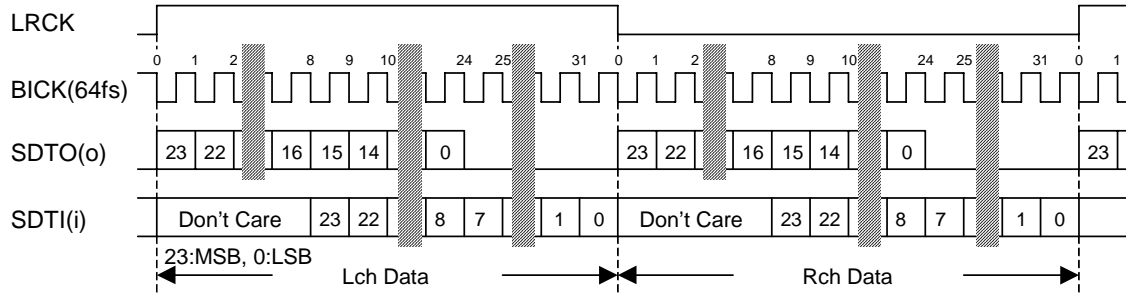 LRCK
0 1 2 8 9 10 24 25 31 0 1 2 8 9 10 24 25 31 0 1
BICK(64fs)
SDTO(o) 23 22 16 15 14 0 23 22 16 15 14 0 23
SDTI(i) Don't Care 23 22 8 7 1 0 Don't Care 23 22 8 7 1 0
23:MSB, 0:LSB
Lch Data Rch Data